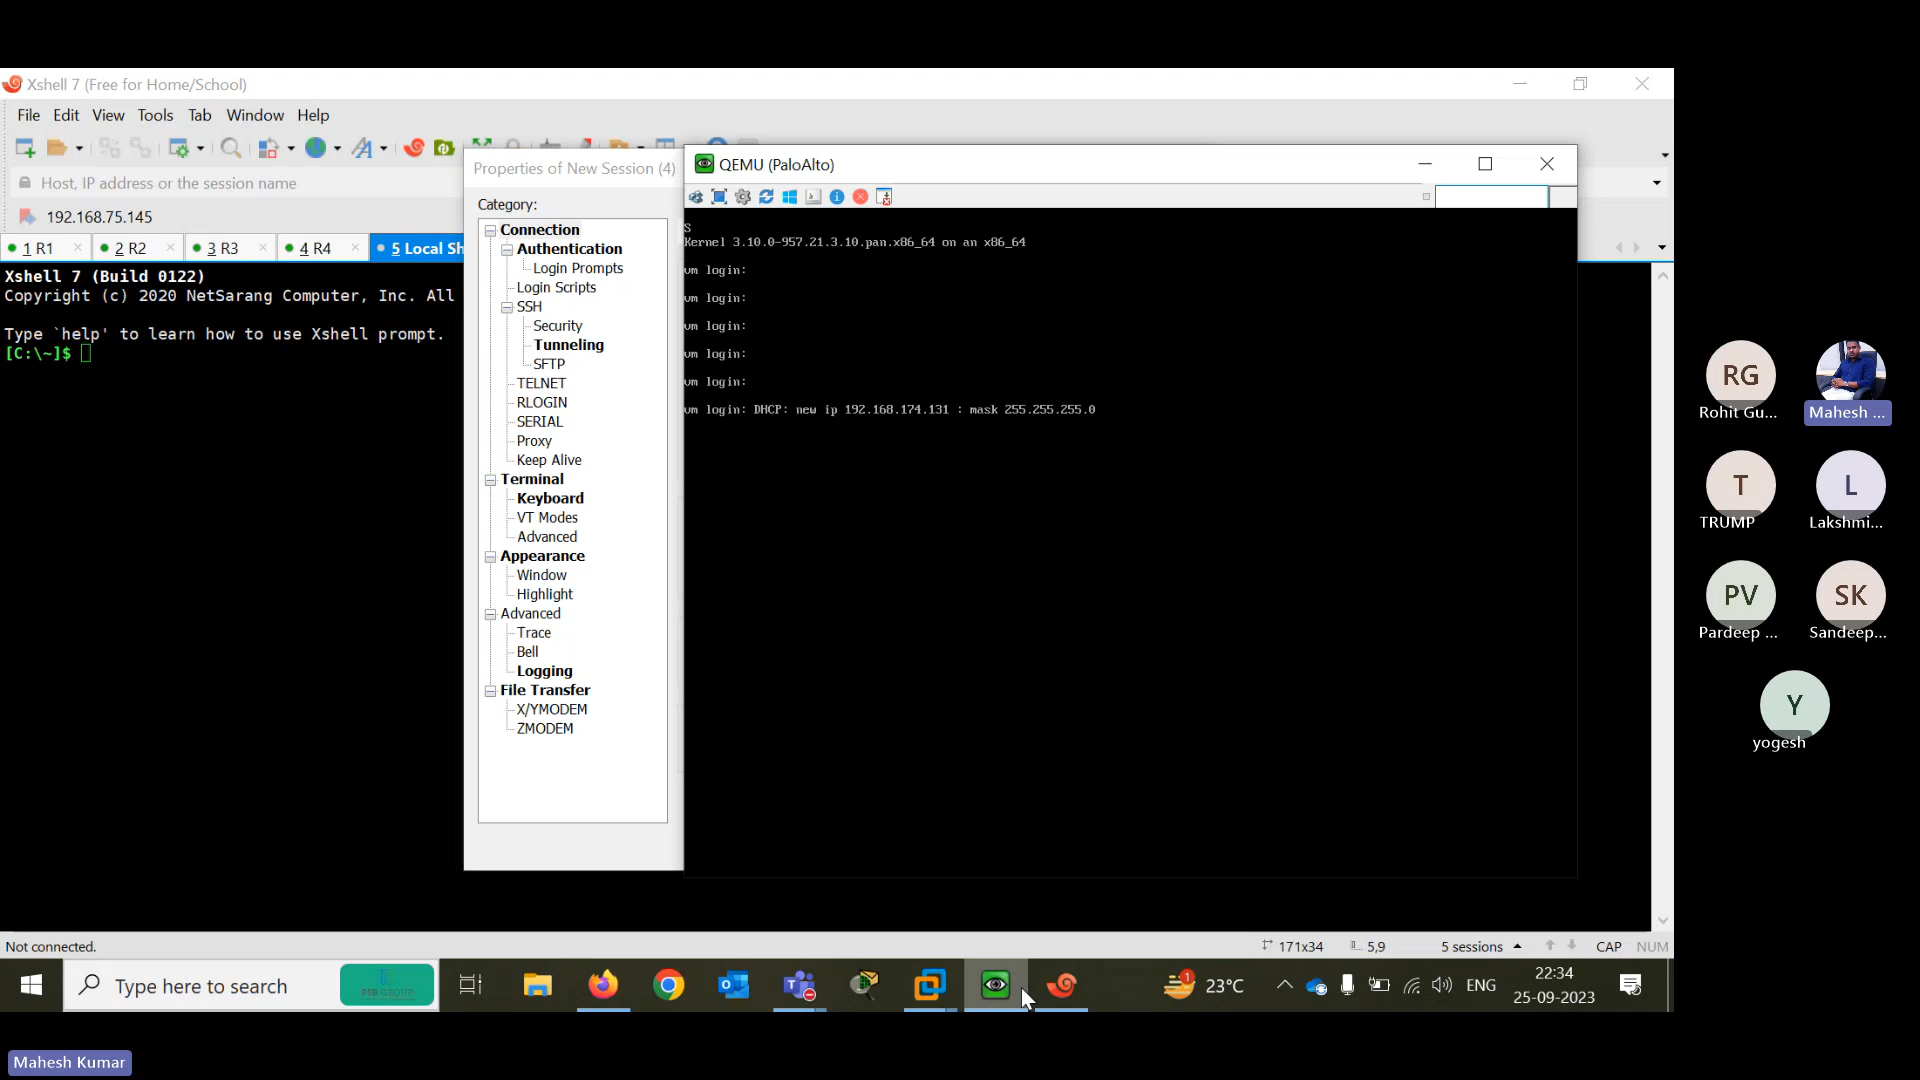 Xshell 7 (Free for Home/School)
File Edit View Tools Tab Window Help
Host, IP address or the session name
192.168.75.145
1 R1
2 R2
3 R3
4 R4
5 Local Sh
Xshell 7 (Build 0122)
Copyright (c) 2020 NetSarang Computer, Inc. All
Type `help' to learn how to use Xshell prompt.
[C:\~]$
Properties of New Session (4)
Category:
Connection
Authentication
Login Prompts
Login Scripts
SSH
Security
Tunneling
SFTP
TELNET
RLOGIN
SERIAL
Proxy
Keep Alive
Terminal
Keyboard
VT Modes
Advanced
Appearance
Window
Highlight
Advanced
Trace
Bell
Logging
File Transfer
X/YMODEM
ZMODEM
QEMU (PaloAlto)
S
Kernel 3.10.0-957.21.3.10.pan.x86_64 on an x86_64
vm login:
vm login:
vm login:
vm login:
vm login:
vm login: DHCP: new ip 192.168.174.131 : mask 255.255.255.0
Not connected.
171x34
5,9
5 sessions
CAP
NUM
Type here to search
PSB GROUP
1
23°C
ENG
22:34
25-09-2023
RG
Rohit Gu...
Mahesh ...
T
TRUMP
L
Lakshmi...
PV
Pardeep ...
SK
Sandeep...
Y
yogesh
Mahesh Kumar